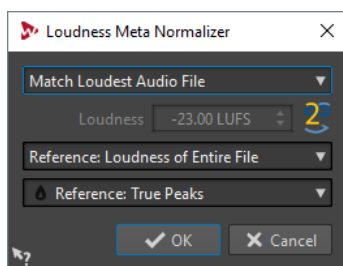 Loudness Meta Normalizer
Match Loudest Audio File
Loudness -23.00 LUFS 2
Reference: Loudness of Entire File
Reference: True Peaks
OK Cancel
?